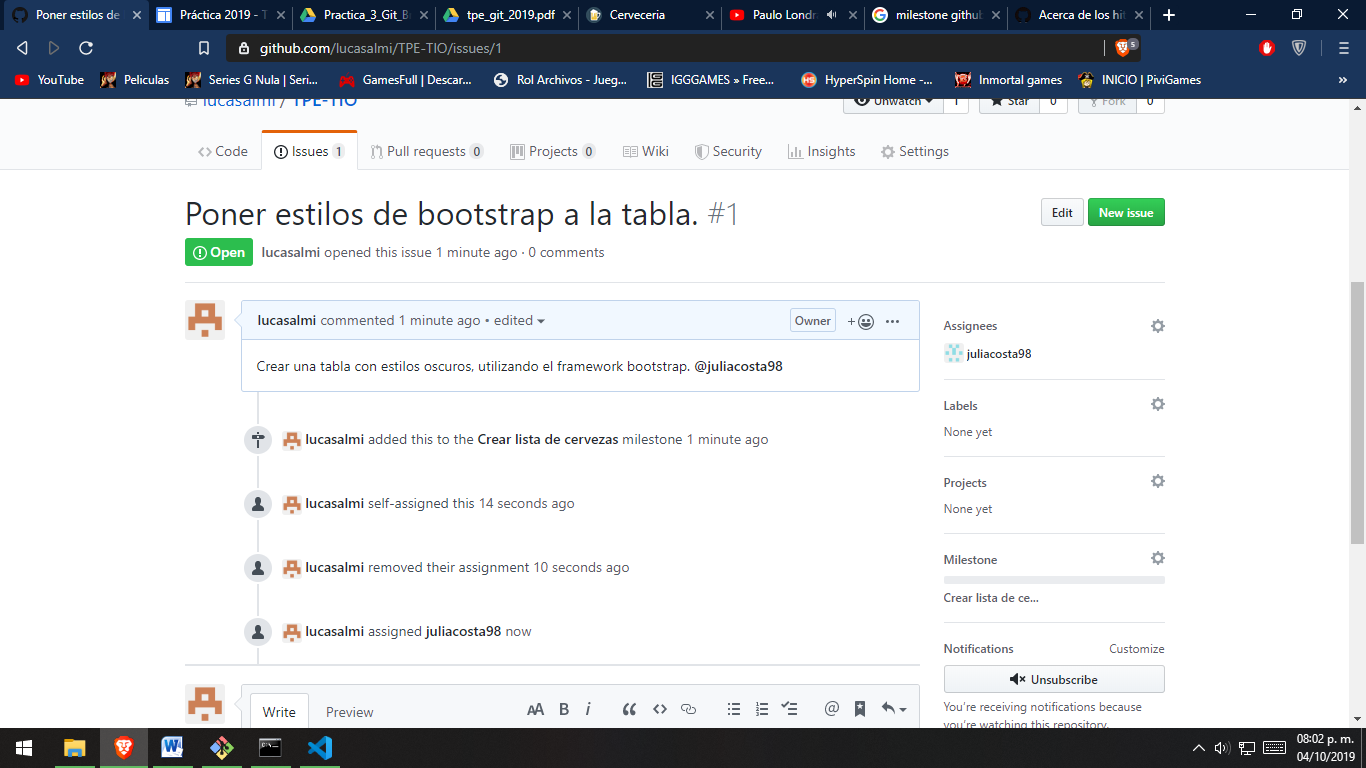 Poner estilos de
Práctica 2019 - T
Practica_3_Git_B
tpe_git_2019.pdf
Cerveceria
Paulo Londr
milestone github
Acerca de los hit
github.com/lucasalmi/TPE-TIO/issues/1
5
YouTube
Peliculas
Series G Nula | Seri...
GamesFull | Descar...
Rol Archivos - Jueg...
IGGGAMES » Free...
HyperSpin Home -...
Inmortal games
INICIO | PiviGames
»
lucasalmi / TPE-TIO
Unwatch 1
Star 0
Fork 0
Code
Issues 1
Pull requests 0
Projects 0
Wiki
Security
Insights
Settings
Poner estilos de bootstrap a la tabla. #1
Edit
New issue
Open
lucasalmi opened this issue 1 minute ago · 0 comments
lucasalmi commented 1 minute ago • edited
Owner
Crear una tabla con estilos oscuros, utilizando el framework bootstrap. @juliacosta98
lucasalmi added this to the Crear lista de cervezas milestone 1 minute ago
lucasalmi self-assigned this 14 seconds ago
lucasalmi removed their assignment 10 seconds ago
lucasalmi assigned juliacosta98 now
Write
Preview
AA B i
Assignees
juliacosta98
Labels
None yet
Projects
None yet
Milestone
Crear lista de ce...
Notifications
Customize
Unsubscribe
You're receiving notifications because
you're watching this repository.
08:02 p. m.
04/10/2019